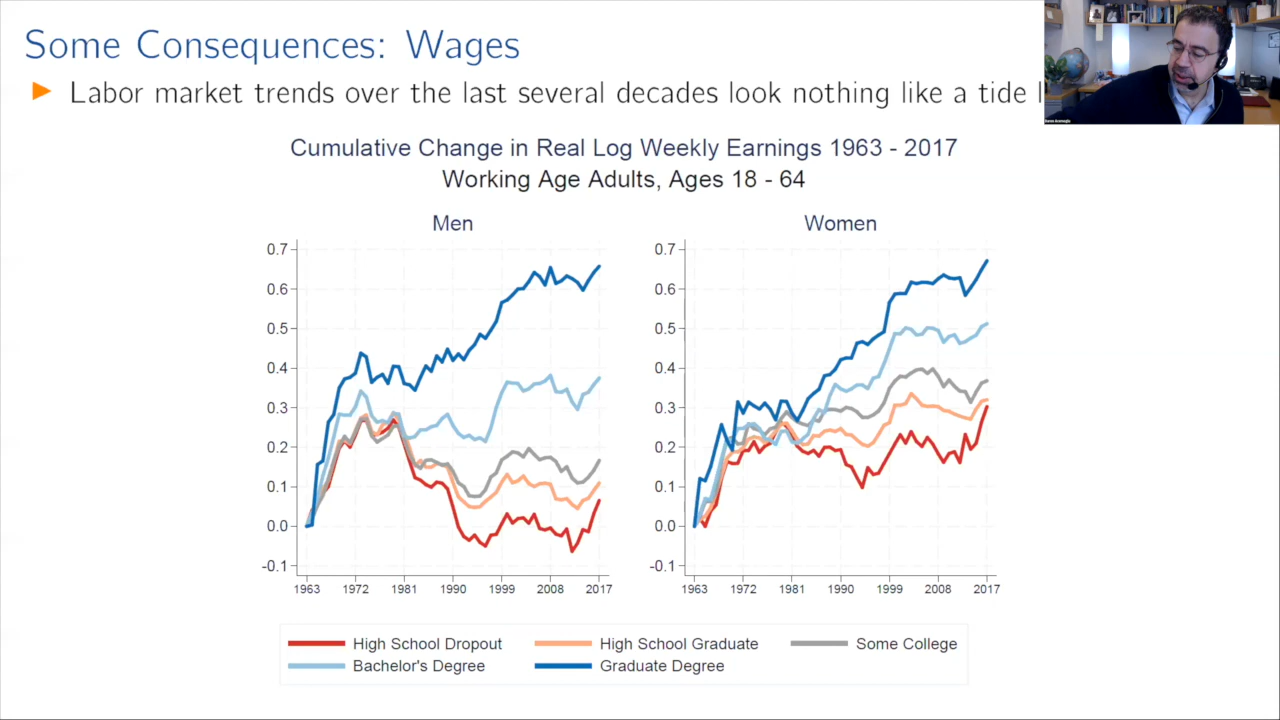 Some Consequences: Wages
Labor market trends over the last several decades look nothing like a tide
Cumulative Change in Real Log Weekly Earnings 1963 - 2017
Working Age Adults, Ages 18 - 64
Men
Women
0.7
0.6
0.5
0.4
0.3
0.2
0.1
0.0
-0.1
1963 1972 1981 1990 1999 2008 2017
0.7
0.6
0.5
0.4
0.3
0.2
0.1
0.0
-0.1
1963 1972 1981 1990 1999 2008 2017
High School Dropout High School Graduate Some College
Bachelor's Degree Graduate Degree